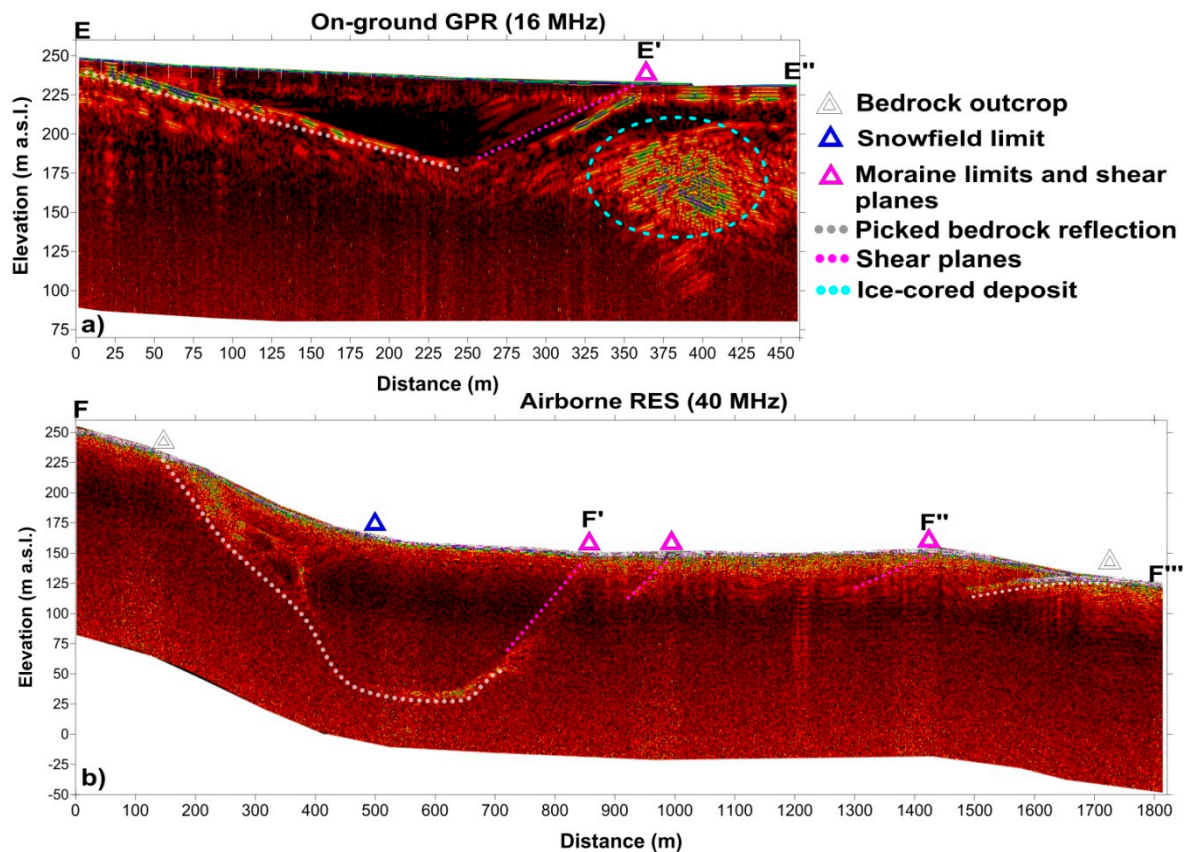 On-ground GPR (16 MHz)
E
E'
E''
250
225
200
175
150
125
100
75
Elevation (m a.s.l.)
a)
0 25 50 75 100 125 150 175 200 225 250 275 300 325 350 375 400 425 450
Distance (m)
Bedrock outcrop
Snowfield limit
Moraine limits and shear
planes
Picked bedrock reflection
Shear planes
Ice-cored deposit
Airborne RES (40 MHz)
F
F'
F''
F'''
250
225
200
175
150
125
100
75
50
25
0
-25
-50
Elevation (m a.s.l.)
b)
0 100 200 300 400 500 600 700 800 900 1000 1100 1200 1300 1400 1500 1600 1700 1800
Distance (m)